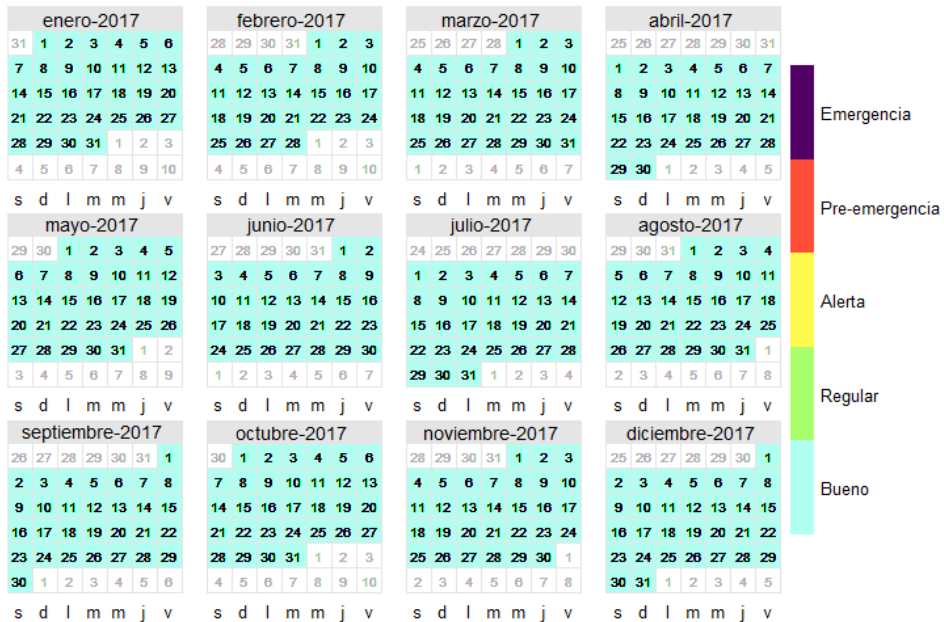 enero-2017
31 1 2 3 4 5 6
7 8 9 10 11 12 13
14 15 16 17 18 19 20
21 22 23 24 25 26 27
28 29 30 31 1 2 3
4 5 6 7 8 9 10
s d l m m j v
febrero-2017
28 29 30 31 1 2 3
4 5 6 7 8 9 10
11 12 13 14 15 16 17
18 19 20 21 22 23 24
25 26 27 28 1 2 3
4 5 6 7 8 9 10
s d l m m j v
marzo-2017
25 26 27 28 1 2 3
4 5 6 7 8 9 10
11 12 13 14 15 16 17
18 19 20 21 22 23 24
25 26 27 28 29 30 31
1 2 3 4 5 6 7
s d l m m j v
abril-2017
25 26 27 28 29 30 31
1 2 3 4 5 6 7
8 9 10 11 12 13 14
15 16 17 18 19 20 21
22 23 24 25 26 27 28
29 30 1 2 3 4 5
s d l m m j v
mayo-2017
29 30 1 2 3 4 5
6 7 8 9 10 11 12
13 14 15 16 17 18 19
20 21 22 23 24 25 26
27 28 29 30 31 1 2
3 4 5 6 7 8 9
s d l m m j v
junio-2017
27 28 29 30 31 1 2
3 4 5 6 7 8 9
10 11 12 13 14 15 16
17 18 19 20 21 22 23
24 25 26 27 28 29 30
1 2 3 4 5 6 7
s d l m m j v
julio-2017
24 25 26 27 28 29 30
1 2 3 4 5 6 7
8 9 10 11 12 13 14
15 16 17 18 19 20 21
22 23 24 25 26 27 28
29 30 31 1 2 3 4
s d l m m j v
agosto-2017
29 30 31 1 2 3 4
5 6 7 8 9 10 11
12 13 14 15 16 17 18
19 20 21 22 23 24 25
26 27 28 29 30 31 1
2 3 4 5 6 7 8
s d l m m j v
septiembre-2017
26 27 28 29 30 31 1
2 3 4 5 6 7 8
9 10 11 12 13 14 15
16 17 18 19 20 21 22
23 24 25 26 27 28 29
30 1 2 3 4 5 6
s d l m m j v
octubre-2017
30 1 2 3 4 5 6
7 8 9 10 11 12 13
14 15 16 17 18 19 20
21 22 23 24 25 26 27
28 29 30 31 1 2 3
4 5 6 7 8 9 10
s d l m m j v
noviembre-2017
28 29 30 31 1 2 3
4 5 6 7 8 9 10
11 12 13 14 15 16 17
18 19 20 21 22 23 24
25 26 27 28 29 30 1
2 3 4 5 6 7 8
s d l m m j v
diciembre-2017
25 26 27 28 29 30 1
2 3 4 5 6 7 8
9 10 11 12 13 14 15
16 17 18 19 20 21 22
23 24 25 26 27 28 29
30 31 1 2 3 4 5
s d l m m j v
Emergencia
Pre-emergencia
Alerta
Regular
Bueno